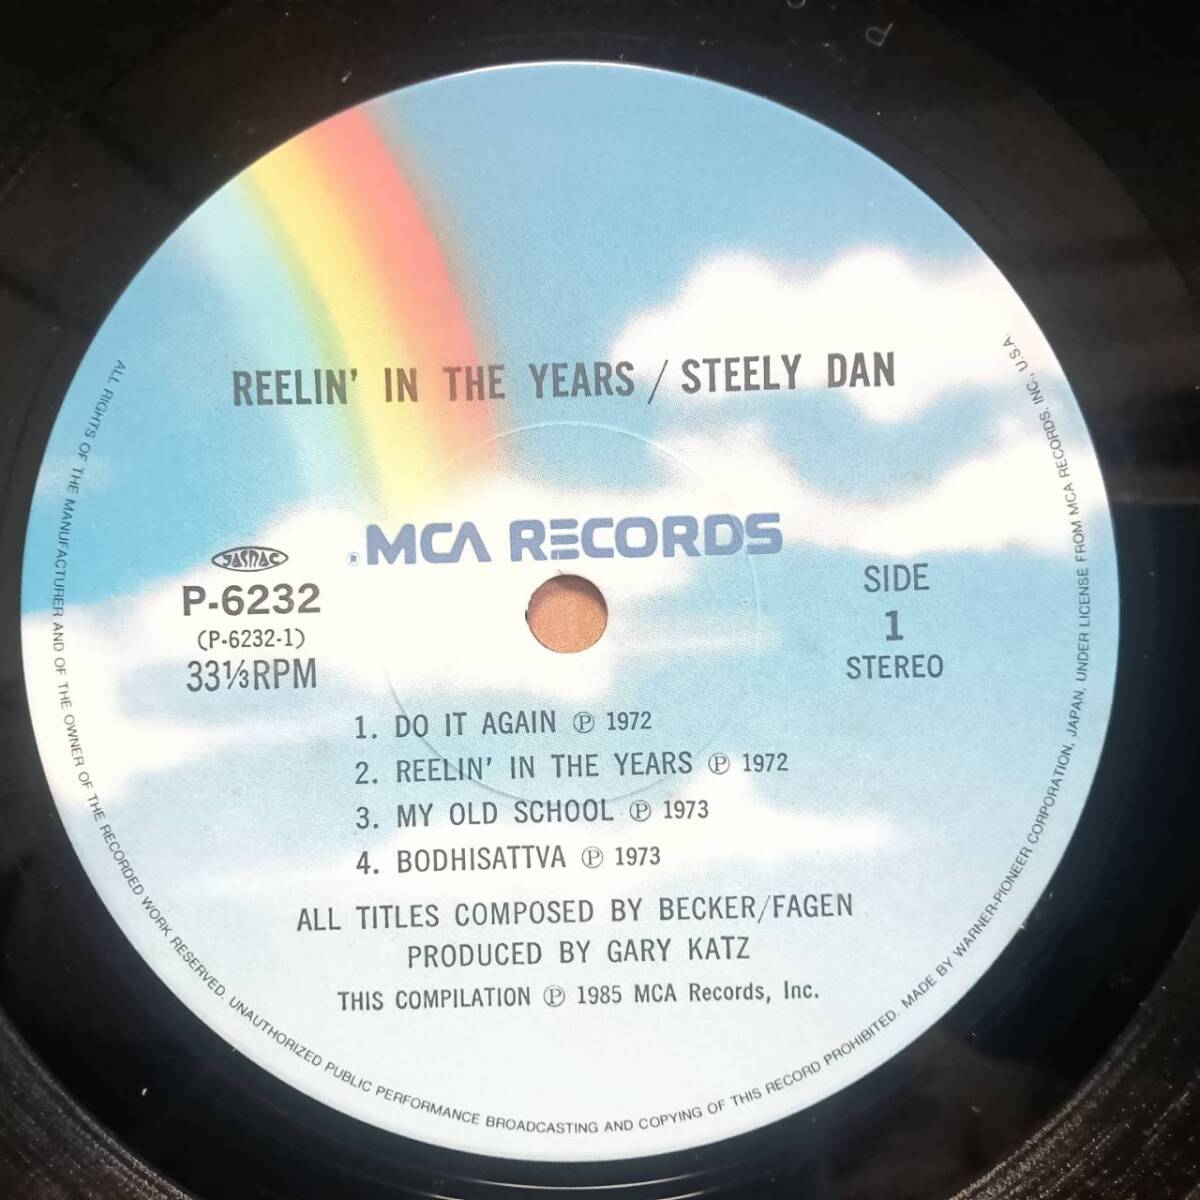 REELIN' IN THE YEARS / STEELY DAN
® MCA RECORDS
JASRAC
P-6232
(P-6232-1)
33⅓RPM
SIDE
1
STEREO
1. DO IT AGAIN ℗ 1972
2. REELIN' IN THE YEARS ℗ 1972
3. MY OLD SCHOOL ℗ 1973
4. BODHISATTVA ℗ 1973
ALL TITLES COMPOSED BY BECKER/FAGEN
PRODUCED BY GARY KATZ
THIS COMPILATION ℗ 1985 MCA Records, Inc.
ALL RIGHTS OF THE MANUFACTURER AND OF THE OWNER OF THE RECORDED WORK RESERVED. UNAUTHORIZED PUBLIC PERFORMANCE BROADCASTING AND COPYING OF THIS RECORD PROHIBITED. MADE BY WARNER-PIONEER CORPORATION, JAPAN, UNDER LICENSE FROM MCA RECORDS, INC., U.S.A.